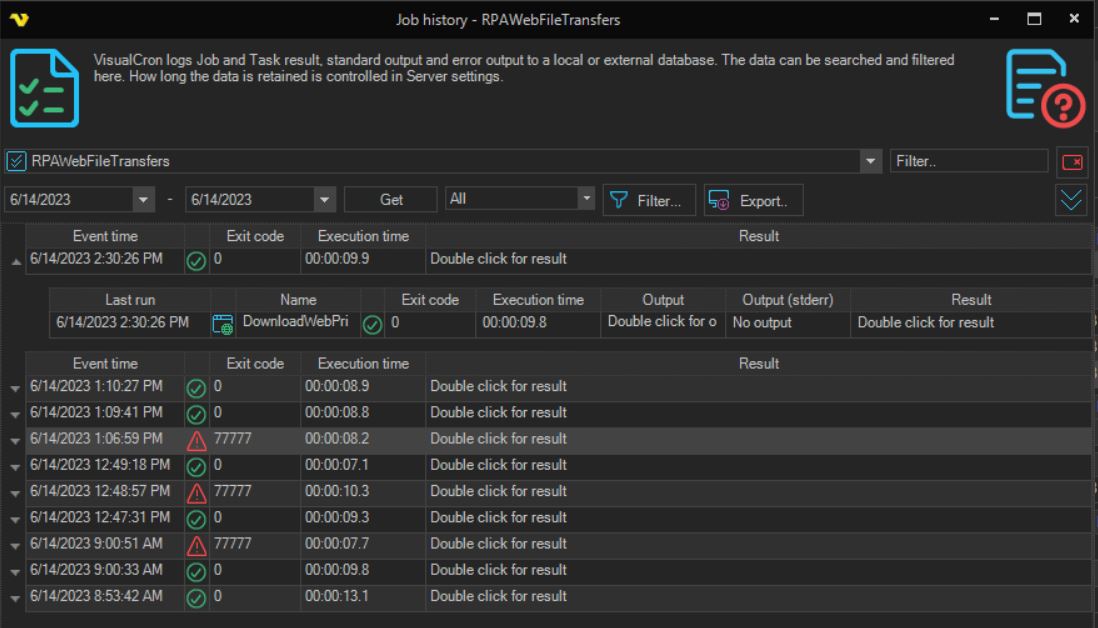 Job history - RPAWebFileTransfers
VisualCron logs Job and Task result, standard output and error output to a local or external database. The data can be searched and filtered
here. How long the data is retained is controlled in Server settings.
RPAWebFileTransfers Filter..
6/14/2023 - 6/14/2023 Get All Filter... Export..
Event time Exit code Execution time Result
6/14/2023 2:30:26 PM 0 00:00:09.9 Double click for result
Last run Name Exit code Execution time Output Output (stderr) Result
6/14/2023 2:30:26 PM DownloadWebPri 0 00:00:09.8 Double click for o No output Double click for result
Event time Exit code Execution time Result
6/14/2023 1:10:27 PM 0 00:00:08.9 Double click for result
6/14/2023 1:09:41 PM 0 00:00:08.8 Double click for result
6/14/2023 1:06:59 PM 77777 00:00:08.2 Double click for result
6/14/2023 12:49:18 PM 0 00:00:07.1 Double click for result
6/14/2023 12:48:57 PM 77777 00:00:10.3 Double click for result
6/14/2023 12:47:31 PM 0 00:00:09.3 Double click for result
6/14/2023 9:00:51 AM 77777 00:00:07.7 Double click for result
6/14/2023 9:00:33 AM 0 00:00:09.8 Double click for result
6/14/2023 8:53:42 AM 0 00:00:13.1 Double click for result